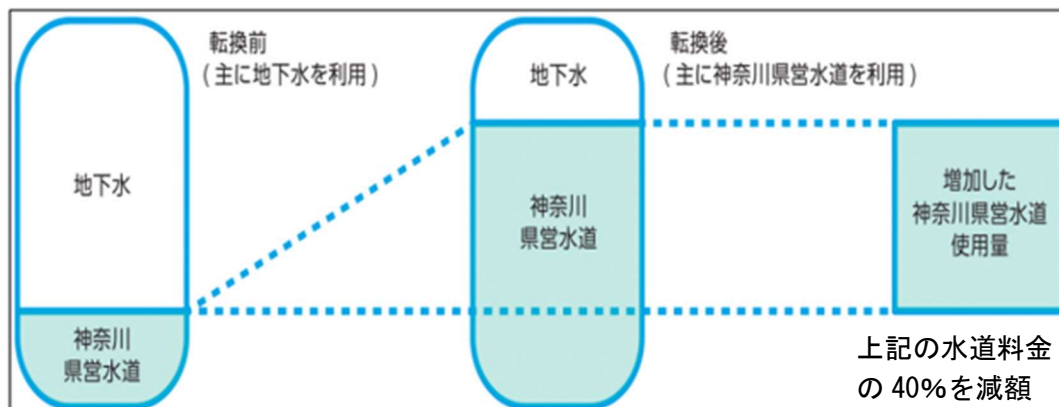 転換前
(主に地下水を利用)
地下水
神奈川
県営水道
転換後
(主に神奈川県営水道を利用)
地下水
神奈川
県営水道
増加した
神奈川県営水道
使用量
上記の水道料金
の 40%を減額